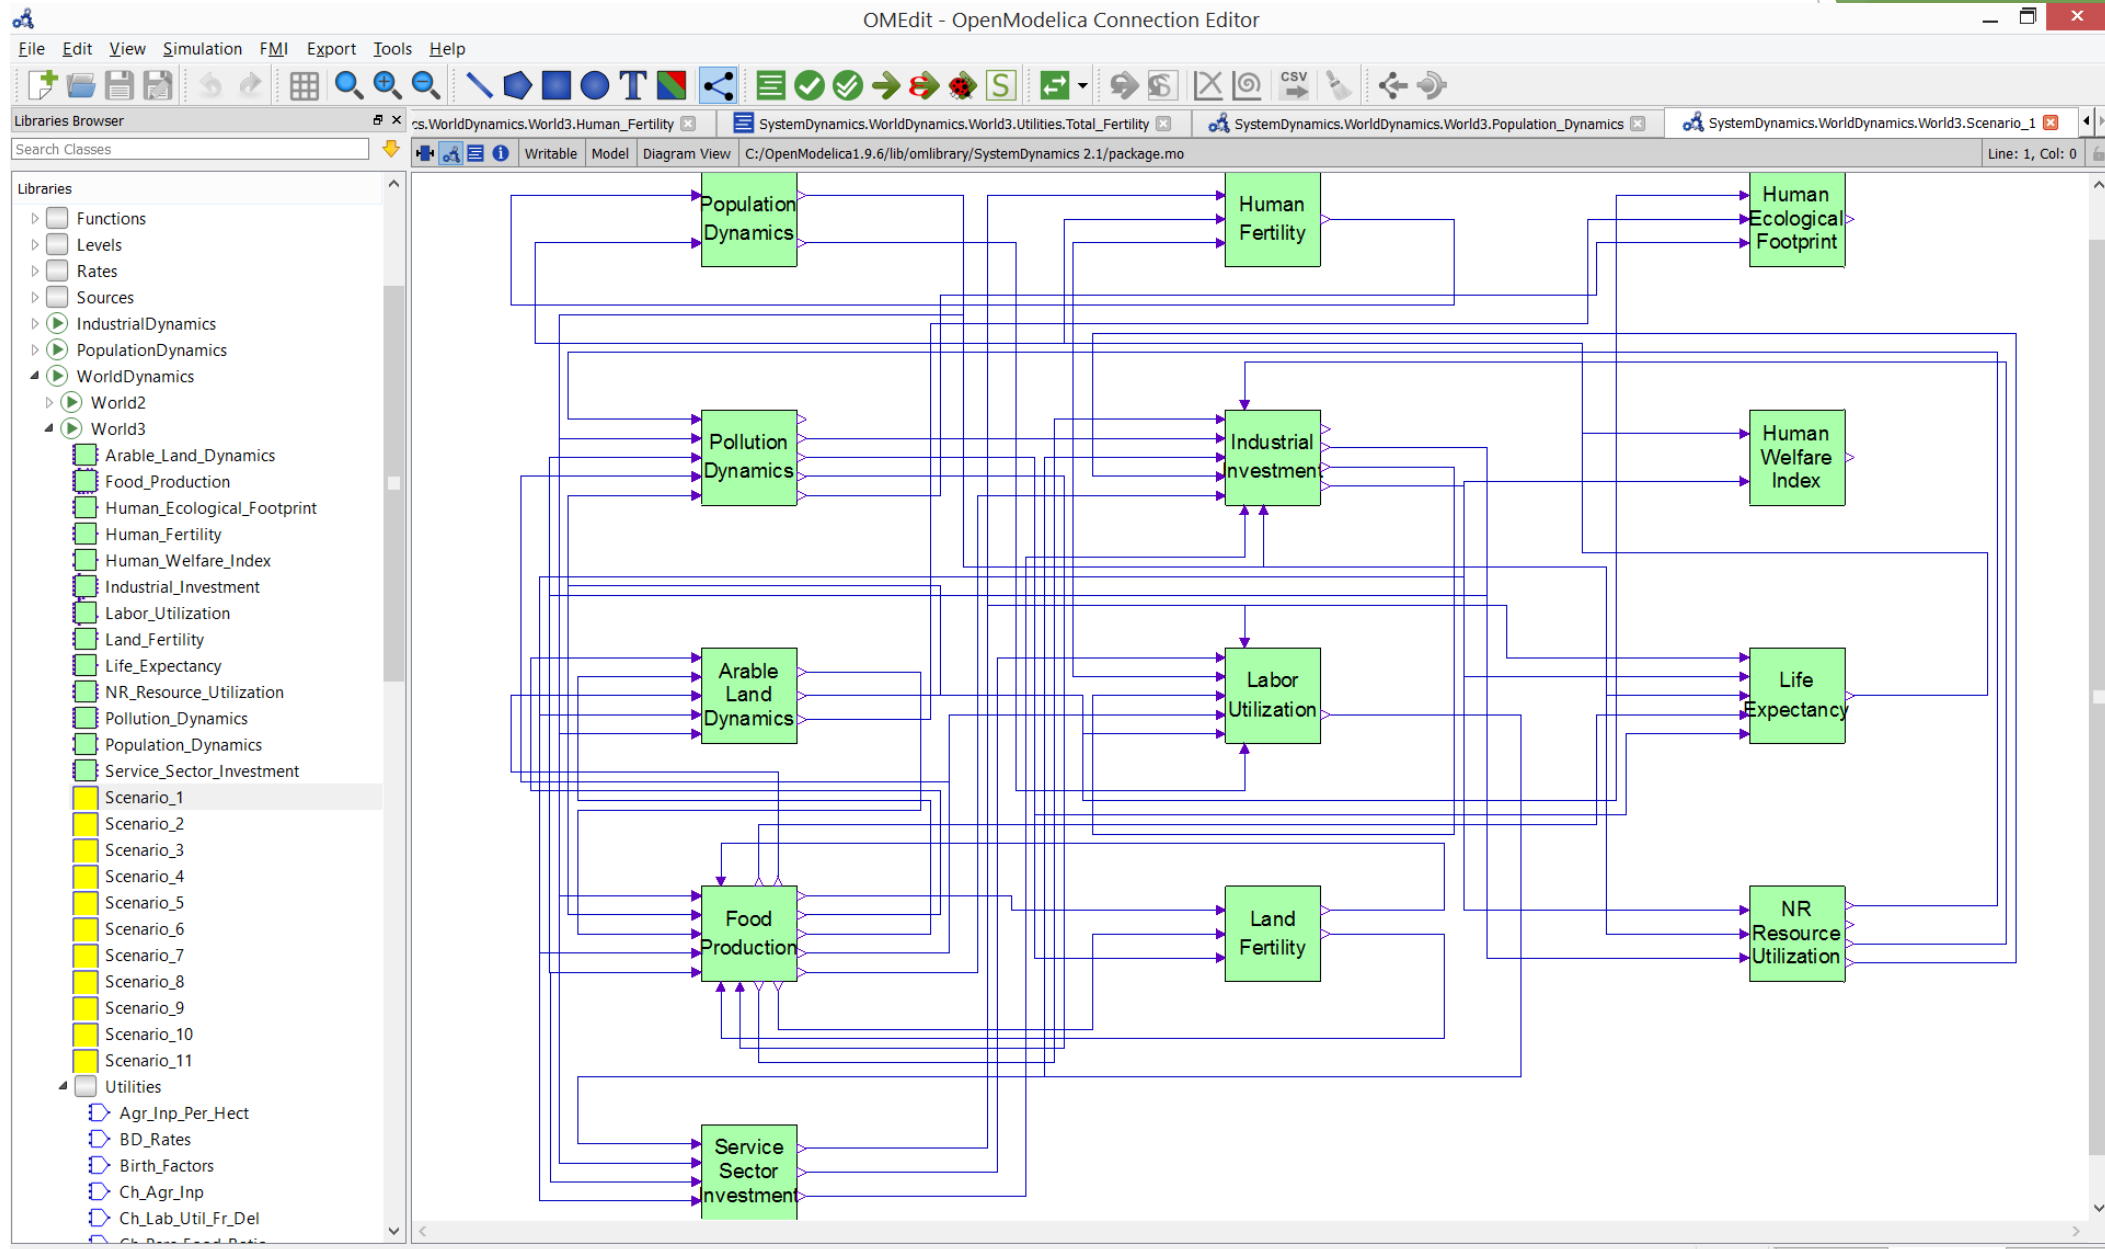 OMEdit - OpenModelica Connection Editor
File Edit View Simulation FMI Export Tools Help
T S CSV
Libraries Browser
cs.WorldDynamics.World3.Human_Fertility
SystemDynamics.WorldDynamics.World3.Utilities.Total_Fertility
SystemDynamics.WorldDynamics.World3.Population_Dynamics
SystemDynamics.WorldDynamics.World3.Scenario_1
Search Classes
Writable Model Diagram View C:/OpenModelica1.9.6/lib/omlibrary/SystemDynamics 2.1/package.mo
Line: 1, Col: 0
Libraries
Functions
Levels
Rates
Sources
IndustrialDynamics
PopulationDynamics
WorldDynamics
World2
World3
Arable_Land_Dynamics
Food_Production
Human_Ecological_Footprint
Human_Fertility
Human_Welfare_Index
Industrial_Investment
Labor_Utilization
Land_Fertility
Life_Expectancy
NR_Resource_Utilization
Pollution_Dynamics
Population_Dynamics
Service_Sector_Investment
Scenario_1
Scenario_2
Scenario_3
Scenario_4
Scenario_5
Scenario_6
Scenario_7
Scenario_8
Scenario_9
Scenario_10
Scenario_11
Utilities
Agr_Inp_Per_Hect
BD_Rates
Birth_Factors
Ch_Agr_Inp
Ch_Lab_Util_Fr_Del
Population
Dynamics
Human
Fertility
Human
Ecological
Footprint
Pollution
Dynamics
Industrial
Investment
Human
Welfare
Index
Arable
Land
Dynamics
Labor
Utilization
Life
Expectancy
Food
Production
Land
Fertility
NR
Resource
Utilization
Service
Sector
Investment